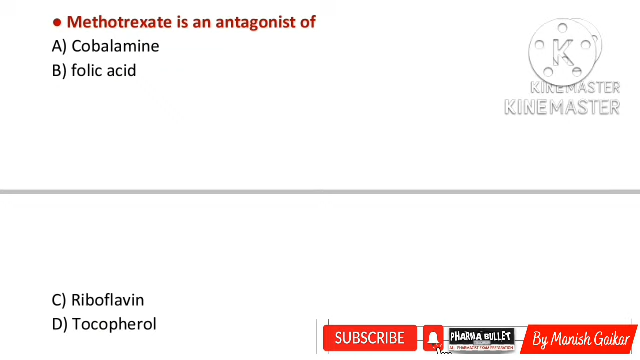 ● Methotrexate is an antagonist of
A) Cobalamine
B) folic acid
K
KINEMASTER
KINEMASTER
C) Riboflavin
D) Tocopherol
SUBSCRIBE
PHARMA BULLET
By Manish Gaikar